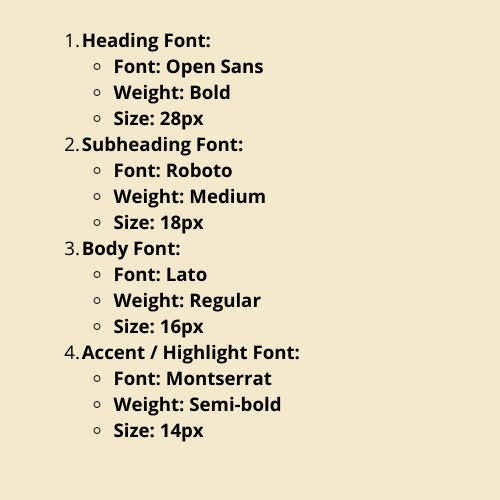 1. Heading Font:
○ Font: Open Sans
○ Weight: Bold
○ Size: 28px
2. Subheading Font:
○ Font: Roboto
○ Weight: Medium
○ Size: 18px
3. Body Font:
○ Font: Lato
○ Weight: Regular
○ Size: 16px
4. Accent / Highlight Font:
○ Font: Montserrat
○ Weight: Semi-bold
○ Size: 14px